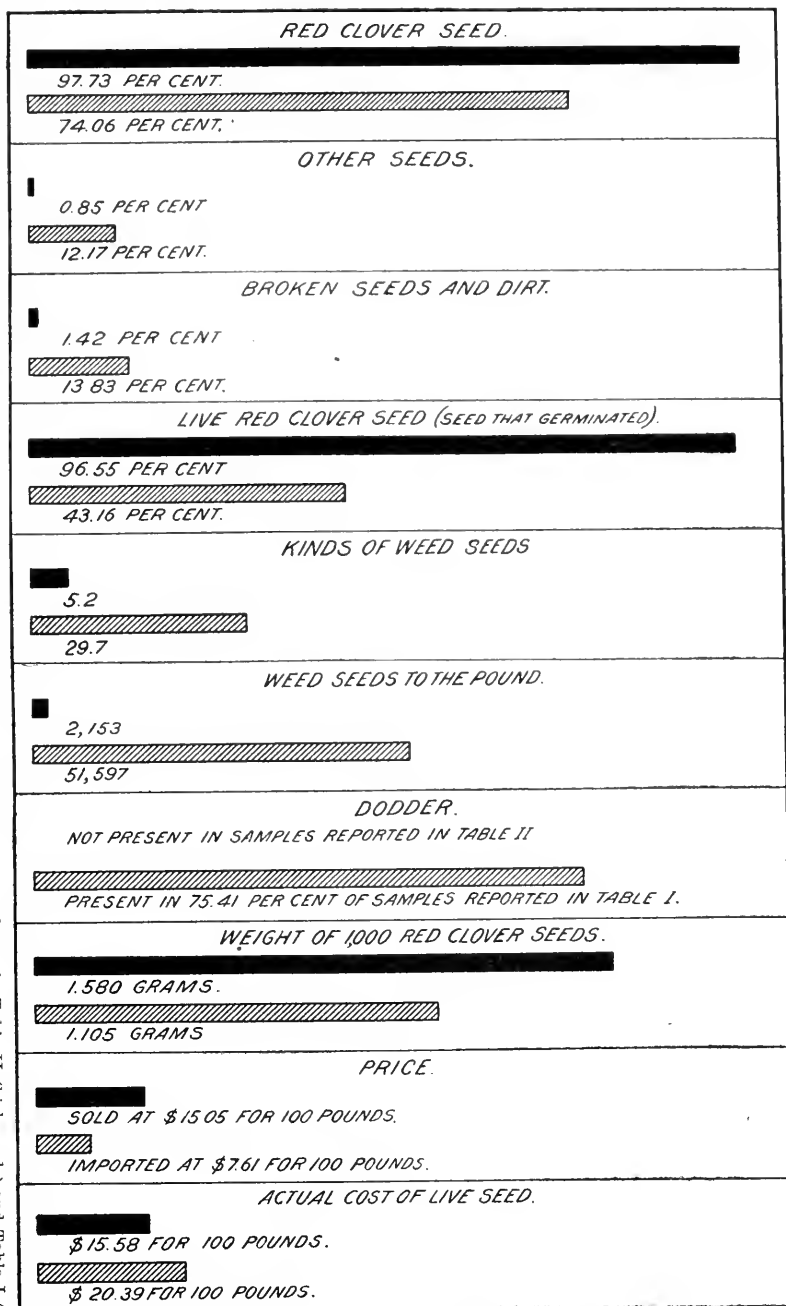 RED CLOVER SEED.
97.73 PER CENT.
74.06 PER CENT.
OTHER SEEDS.
0.85 PER CENT
12.17 PER CENT.
BROKEN SEEDS AND DIRT.
1.42 PER CENT
13 83 PER CENT.
LIVE RED CLOVER SEED (SEED THAT GERMINATED).
96.55 PER CENT
43.16 PER CENT.
KINDS OF WEED SEEDS
5.2
29.7
WEED SEEDS TO THE POUND.
2,153
51,597
DODDER.
NOT PRESENT IN SAMPLES REPORTED IN TABLE II
PRESENT IN 75.41 PER CENT OF SAMPLES REPORTED IN TABLE I.
WEIGHT OF 1,000 RED CLOVER SEEDS.
1.580 GRAMS.
1.105 GRAMS
PRICE.
SOLD AT $15 05 FOR 100 POUNDS.
IMPORTED AT $7.61 FOR 100 POUNDS.
ACTUAL COST OF LIVE SEED.
$15.58 FOR 100 POUNDS.
$20.39 FOR 100 POUNDS.